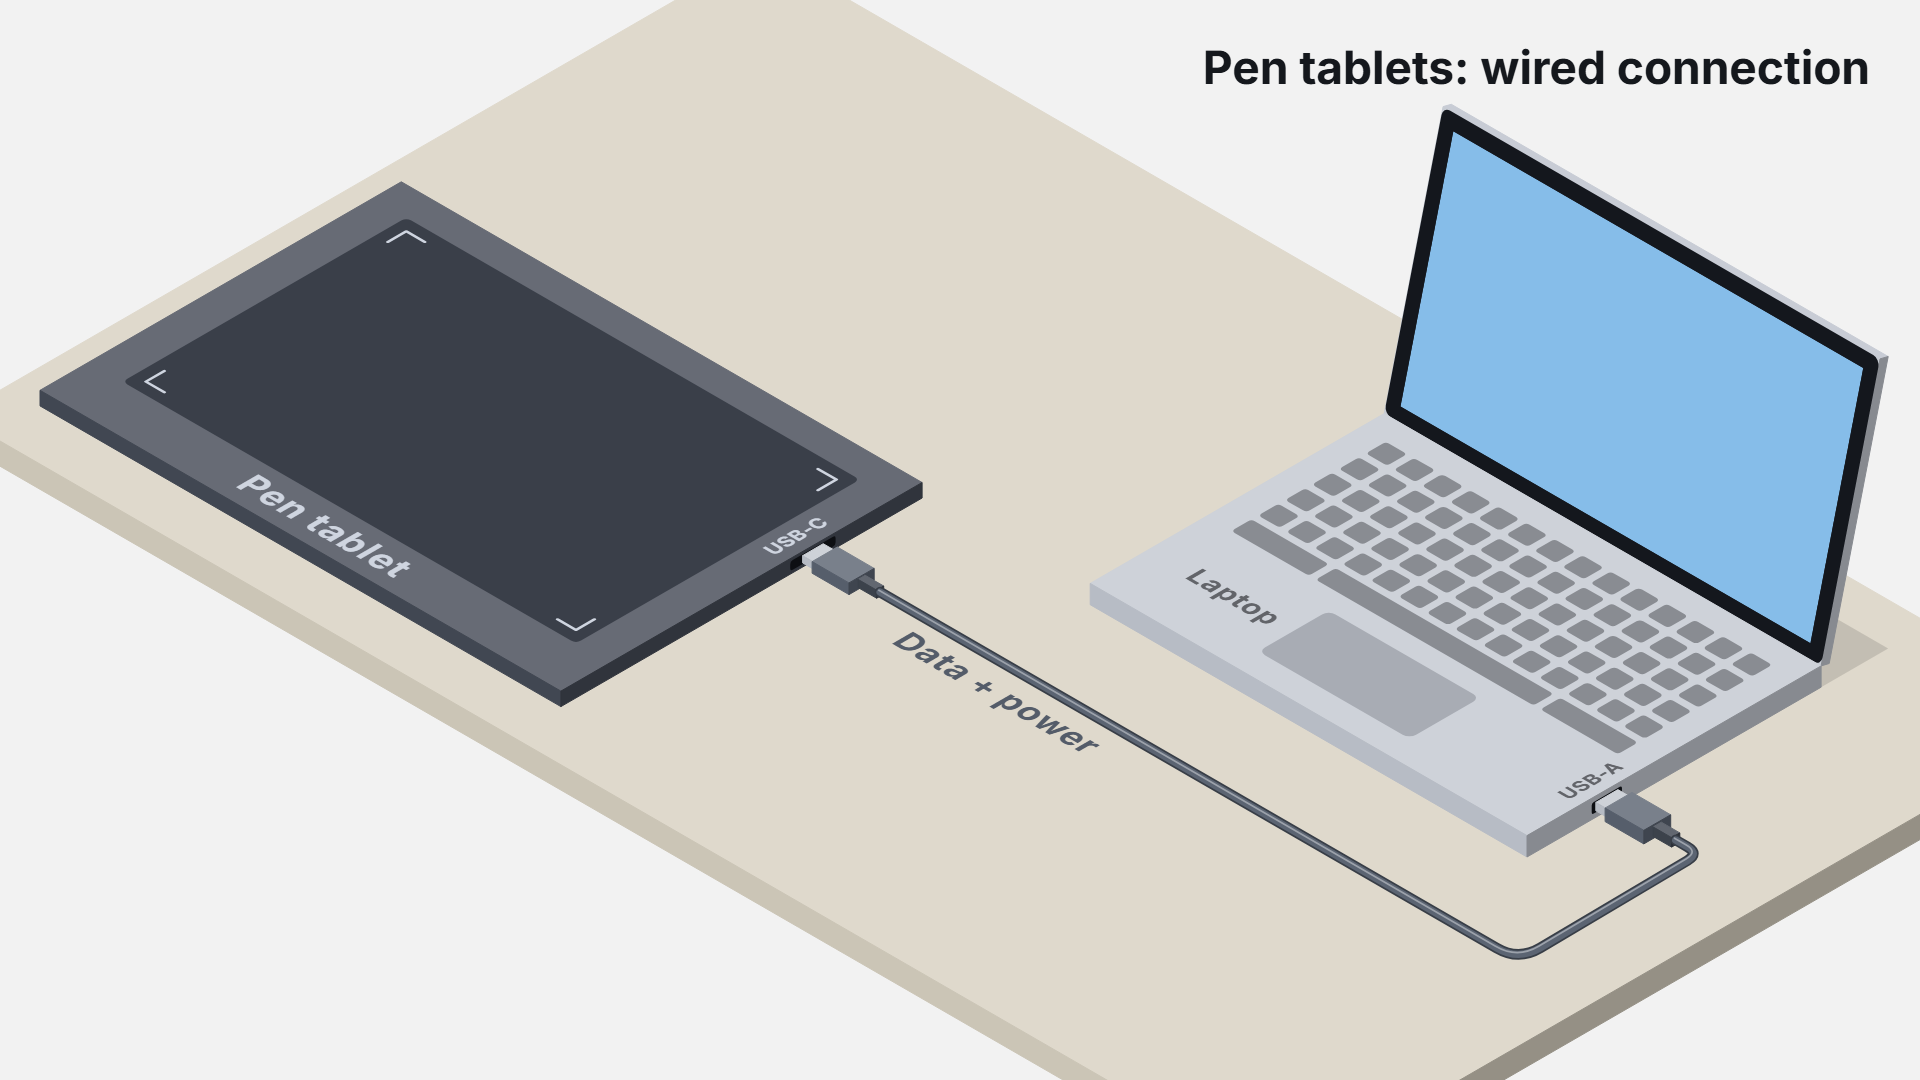 Pen tablets: wired connection
Pen tablet
USB-C
Data + power
Laptop
USB-A